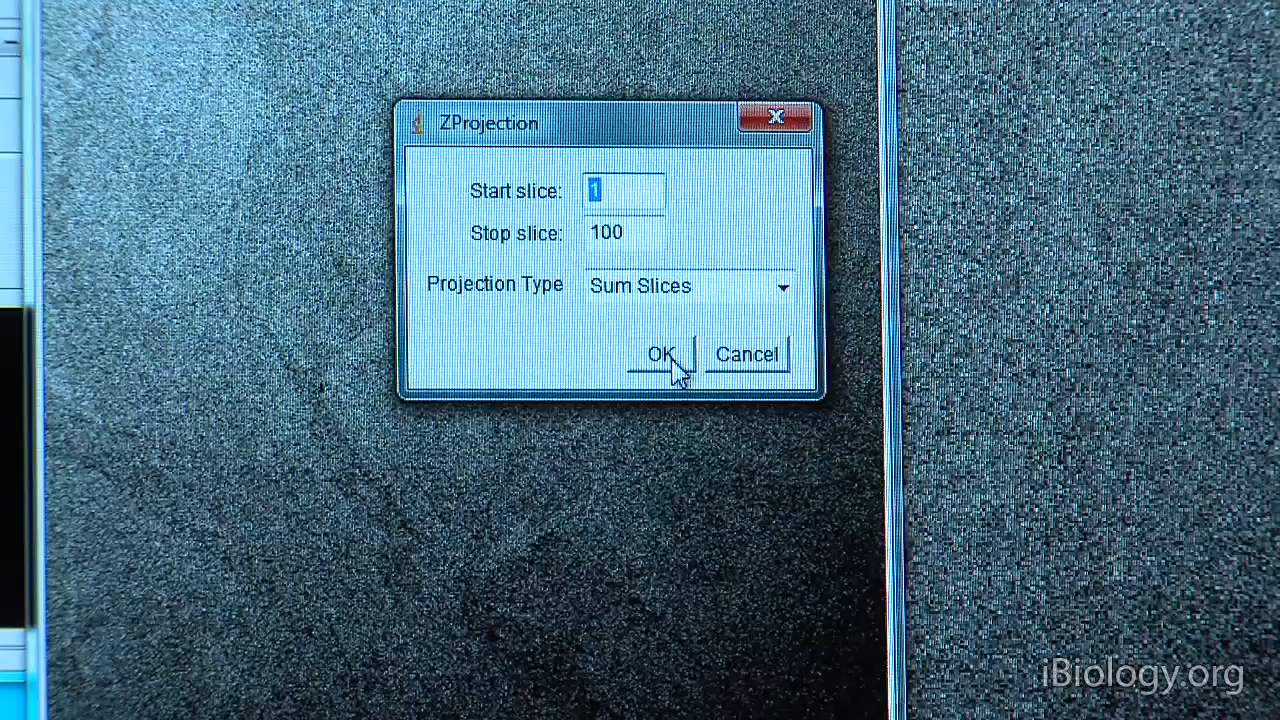 ZProjection
Start slice: 1
Stop slice: 100
Projection Type Sum Slices
OK Cancel
iBiology.org